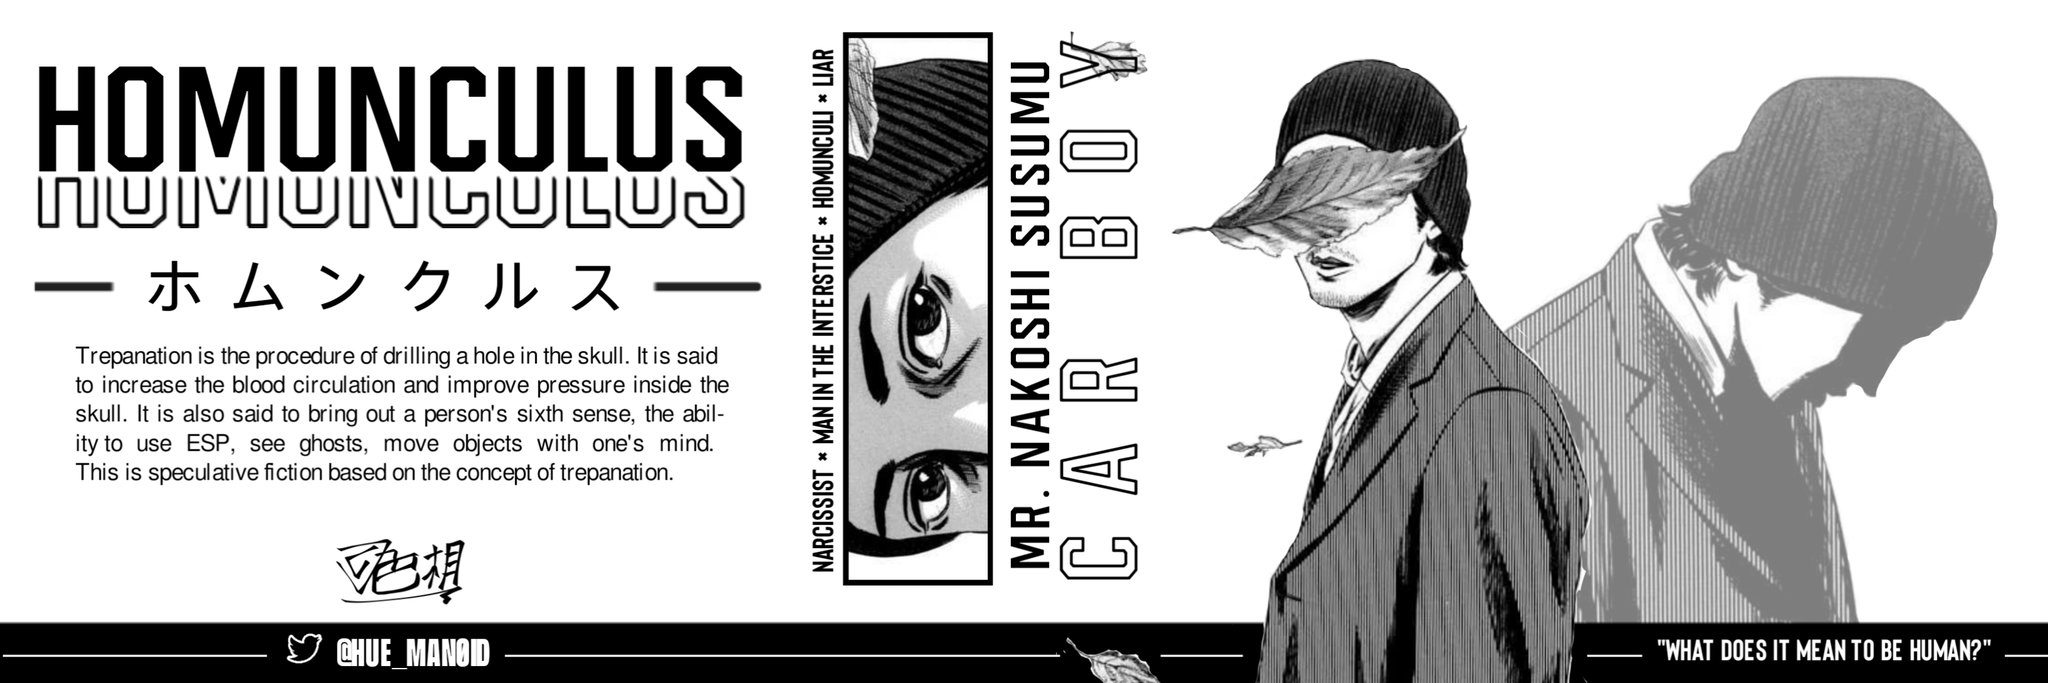 HOMUNCULUS
HOMUNCULUS
ホムンクルス
Trepanation is the procedure of drilling a hole in the skull. It is said
to increase the blood circulation and improve pressure inside the
skull. It is also said to bring out a person's sixth sense, the abil-
ity to use ESP, see ghosts, move objects with one's mind.
This is speculative fiction based on the concept of trepanation.
色相
NARCISSIST × MAN IN THE INTERSTICE × HOMUNCULI × LIAR
MR. NAKOSHI SUSUMU
CAR BOY
@HUE_MANØID
"WHAT DOES IT MEAN TO BE HUMAN?"